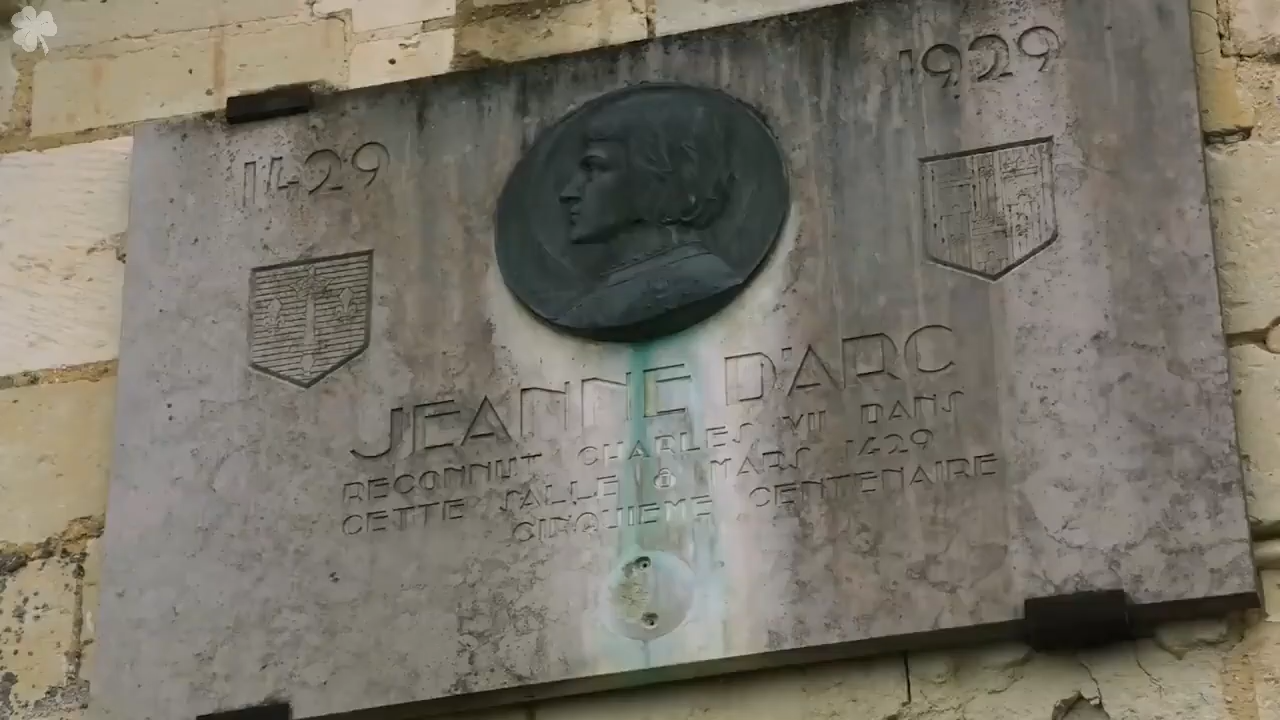 1429
1929
JEANNE D'ARC
RECONNUT CHARLES VII DANS
CETTE SALLE 8 MARS 1429
CINQUIEME CENTENAIRE